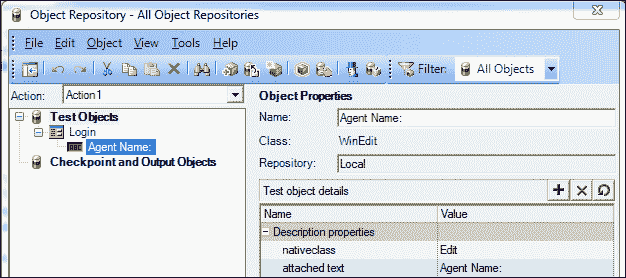 Object Repository - All Object Repositories
File Edit Object View Tools Help
Filter: All Objects
Action: Action1
Test Objects
Login
Agent Name:
Checkpoint and Output Objects
Object Properties
Name: Agent Name:
Class: WinEdit
Repository: Local
Test object details
Name Value
Description properties
nativeclass Edit
attached text Agent Name: